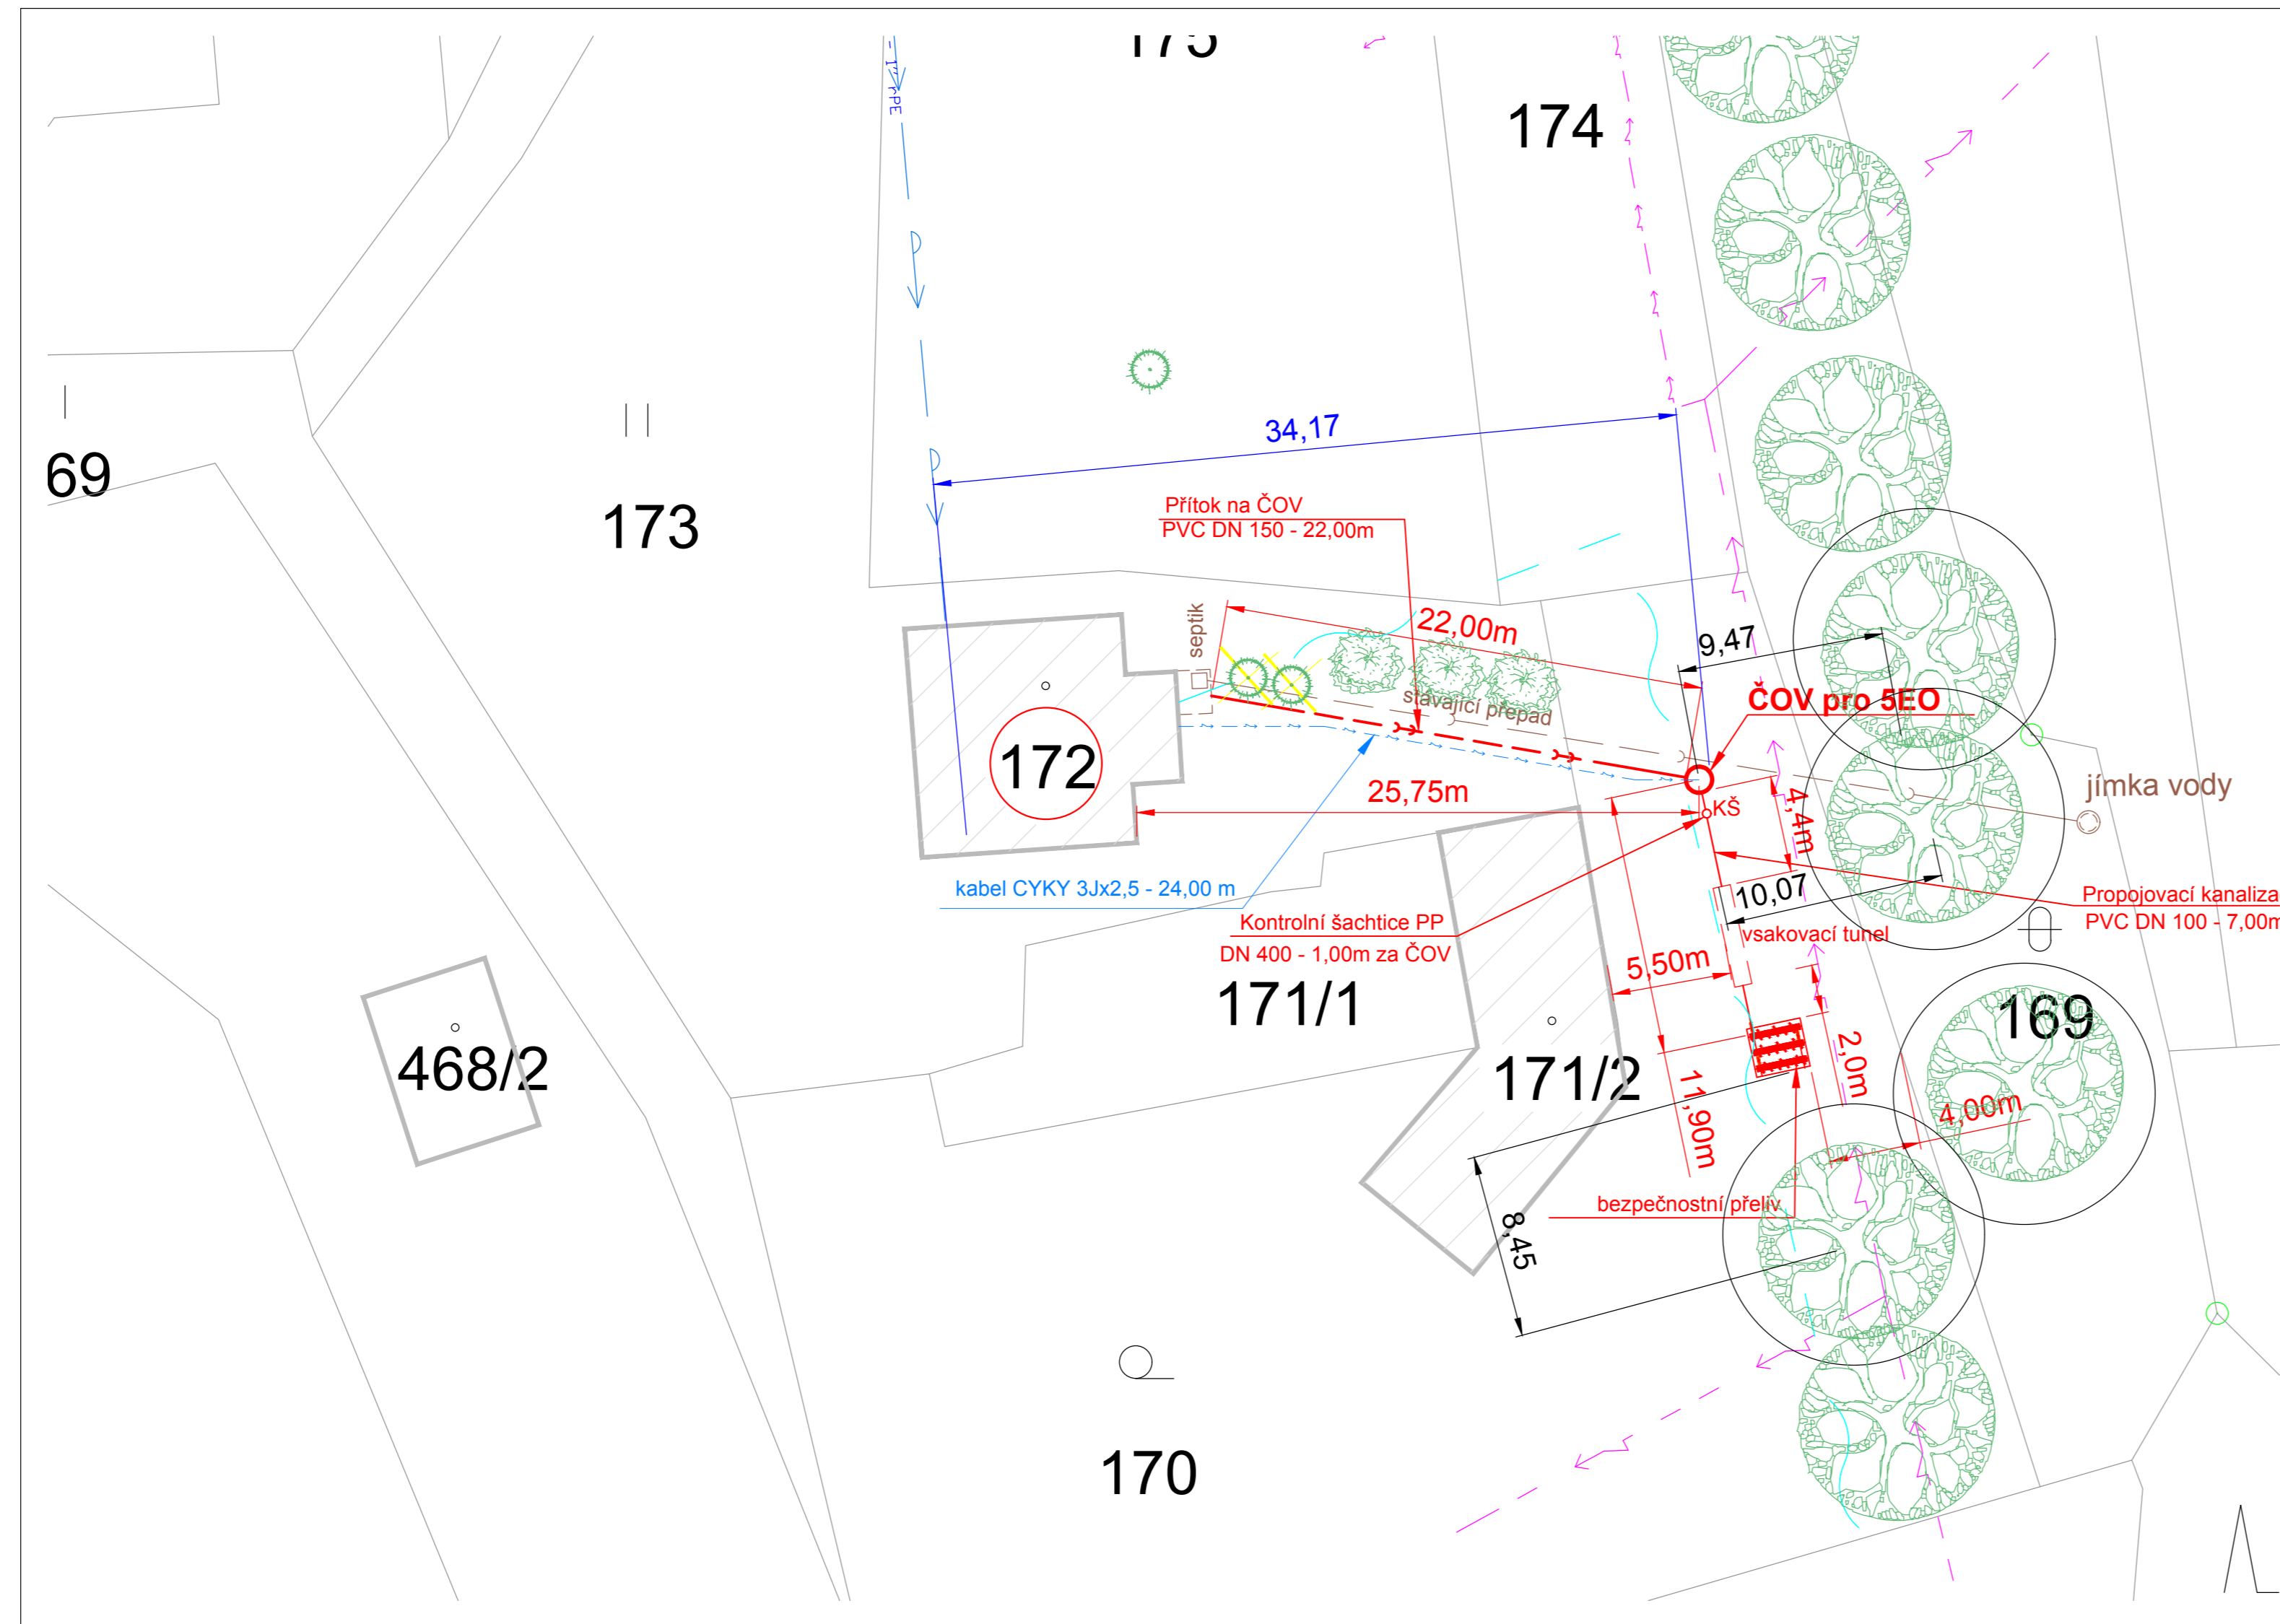 175
1" rPE
174
69
173
34,17
Přítok na ČOV
PVC DN 150 - 22,00m
septik
22,00m
9,47
stávající přepad
ČOV pro 5EO
172
25,75m
KŠ
4,4m
jímka vody
kabel CYKY 3Jx2,5 - 24,00 m
10,07
Propojovací kanaliza
PVC DN 100 - 7,00m
Kontrolní šachtice PP
DN 400 - 1,00m za ČOV
vsakovací tunel
5,50m
171/1
169
468/2
171/2
2,0m
11,90m
4,00m
bezpečnostní přeliv
8,45
170